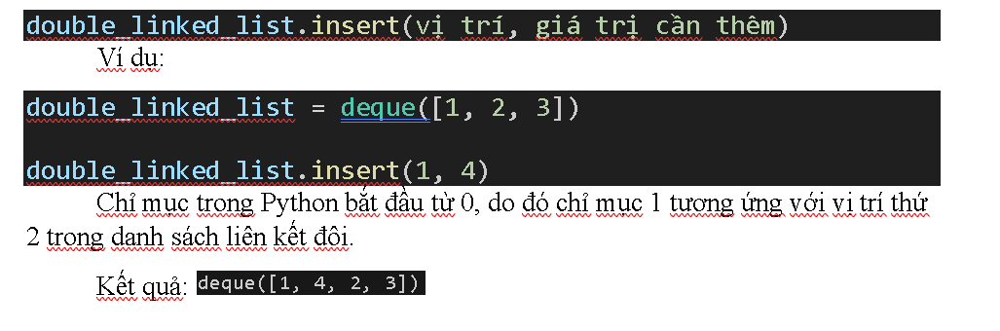 double_linked_list.insert(vị trí, giá trị cần thêm)
Ví dụ:
double_linked_list = deque([1, 2, 3])
double_linked_list.insert(1, 4)
Chỉ mục trong Python bắt đầu từ 0, do đó chỉ mục 1 tương ứng với vị trí thứ
2 trong danh sách liên kết đôi.
Kết quả: deque([1, 4, 2, 3])